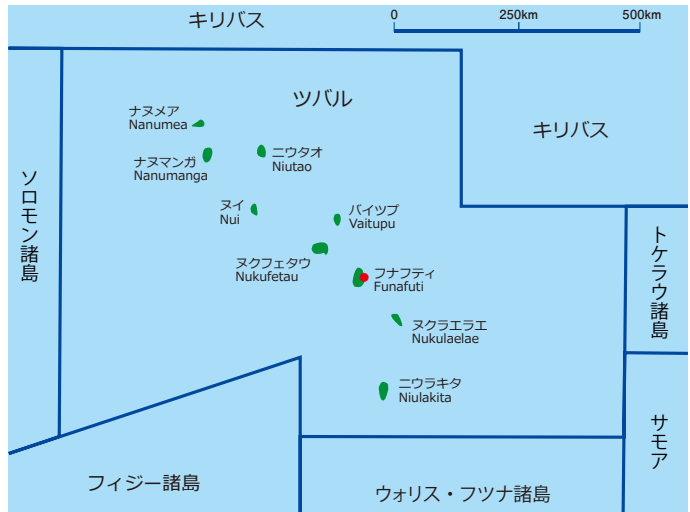 キリバス
0
250km
500km
ツバル
ナヌメア
Nanumea
ナヌマンガ
Nanumanga
ニウタオ
Niutao
キリバス
ソロモン諸島
ヌイ
Nui
バイツプ
Vaitupu
ヌクフェタウ
Nukufetau
フナフティ
Funafuti
トケラウ諸島
ヌクラエラエ
Nukulaelae
ニウラキタ
Niulakita
サモア
フィジー諸島
ウォリス・フツナ諸島